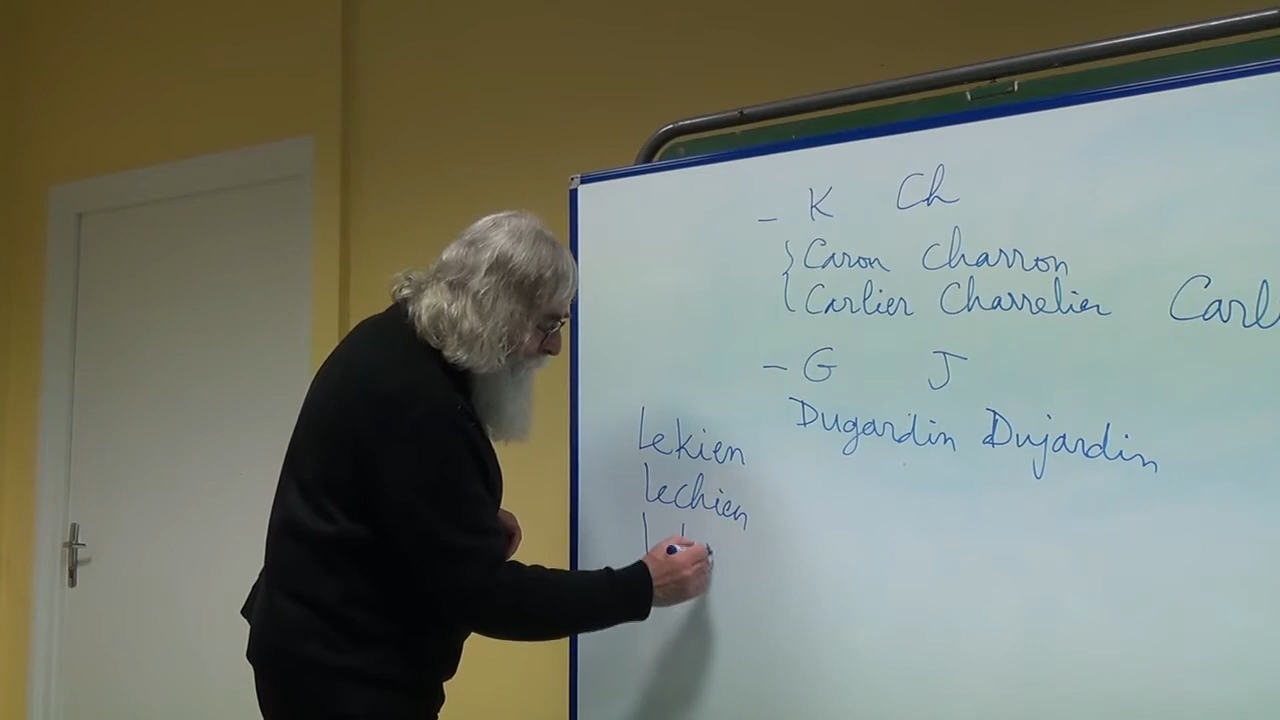 - K Ch
Caron Charron
Carlier Charrelier Carl
- G J
Dugardin Dujardin
Lekien
Lechien